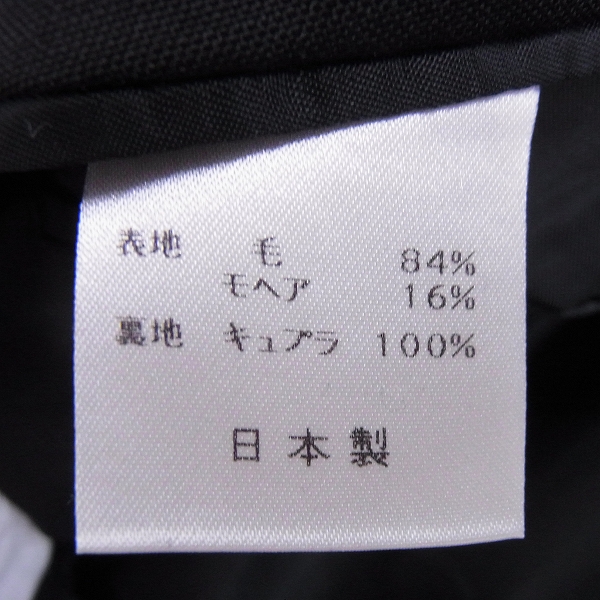 表地 毛 84%
モヘア 16%
裏地 キュプラ 100%
日本製